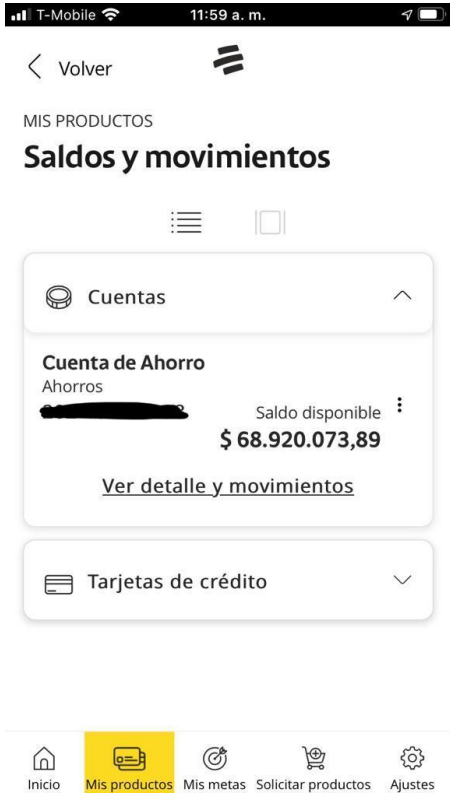 T-Mobile 11:59 a. m.
Volver
MIS PRODUCTOS
Saldos y movimientos
Cuentas
Cuenta de Ahorro
Ahorros
Saldo disponible
$ 68.920.073,89
Ver detalle y movimientos
Tarjetas de crédito
Inicio Mis productos Mis metas Solicitar productos Ajustes